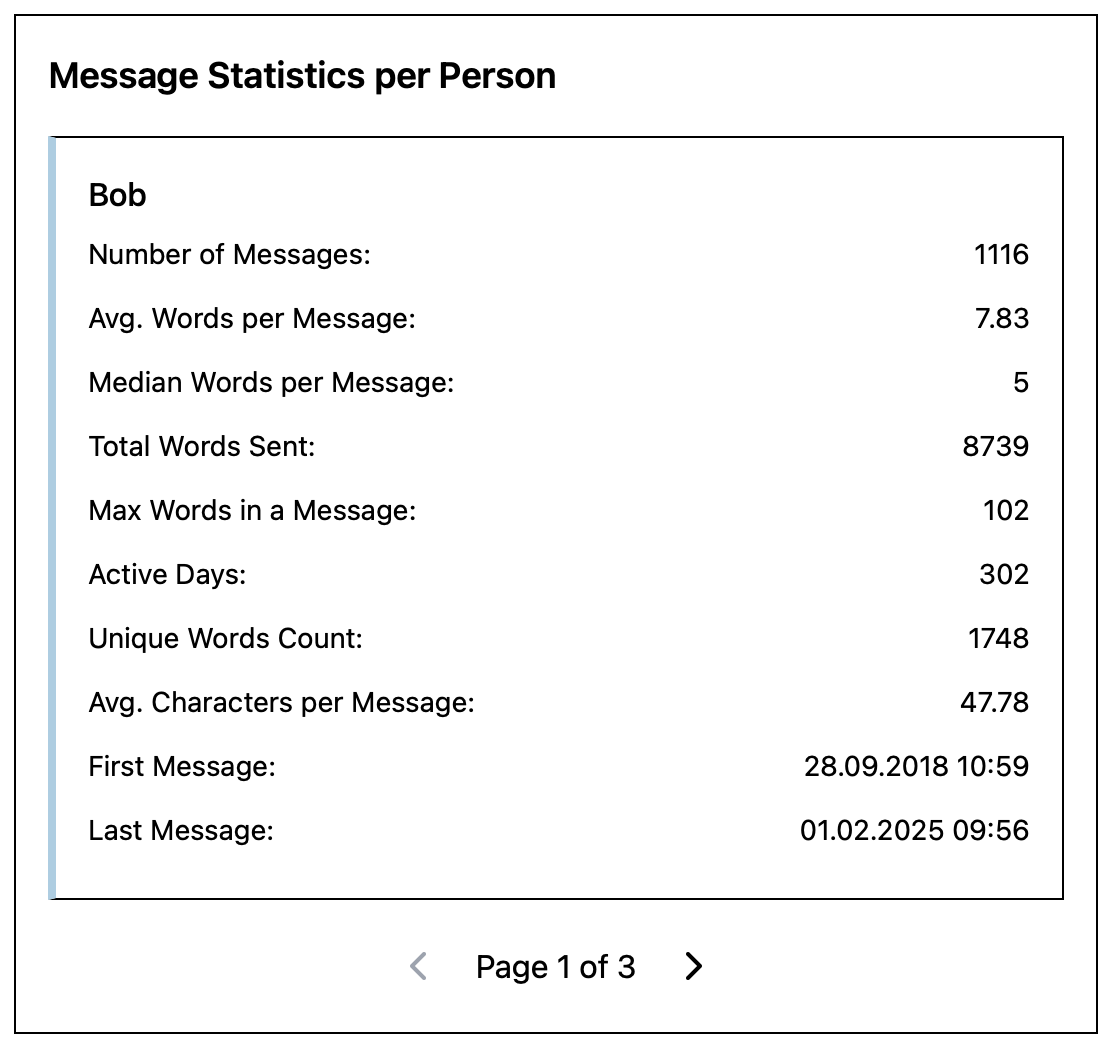 Message Statistics per Person
Bob
Number of Messages: 1116
Avg. Words per Message: 7.83
Median Words per Message: 5
Total Words Sent: 8739
Max Words in a Message: 102
Active Days: 302
Unique Words Count: 1748
Avg. Characters per Message: 47.78
First Message: 28.09.2018 10:59
Last Message: 01.02.2025 09:56
Page 1 of 3